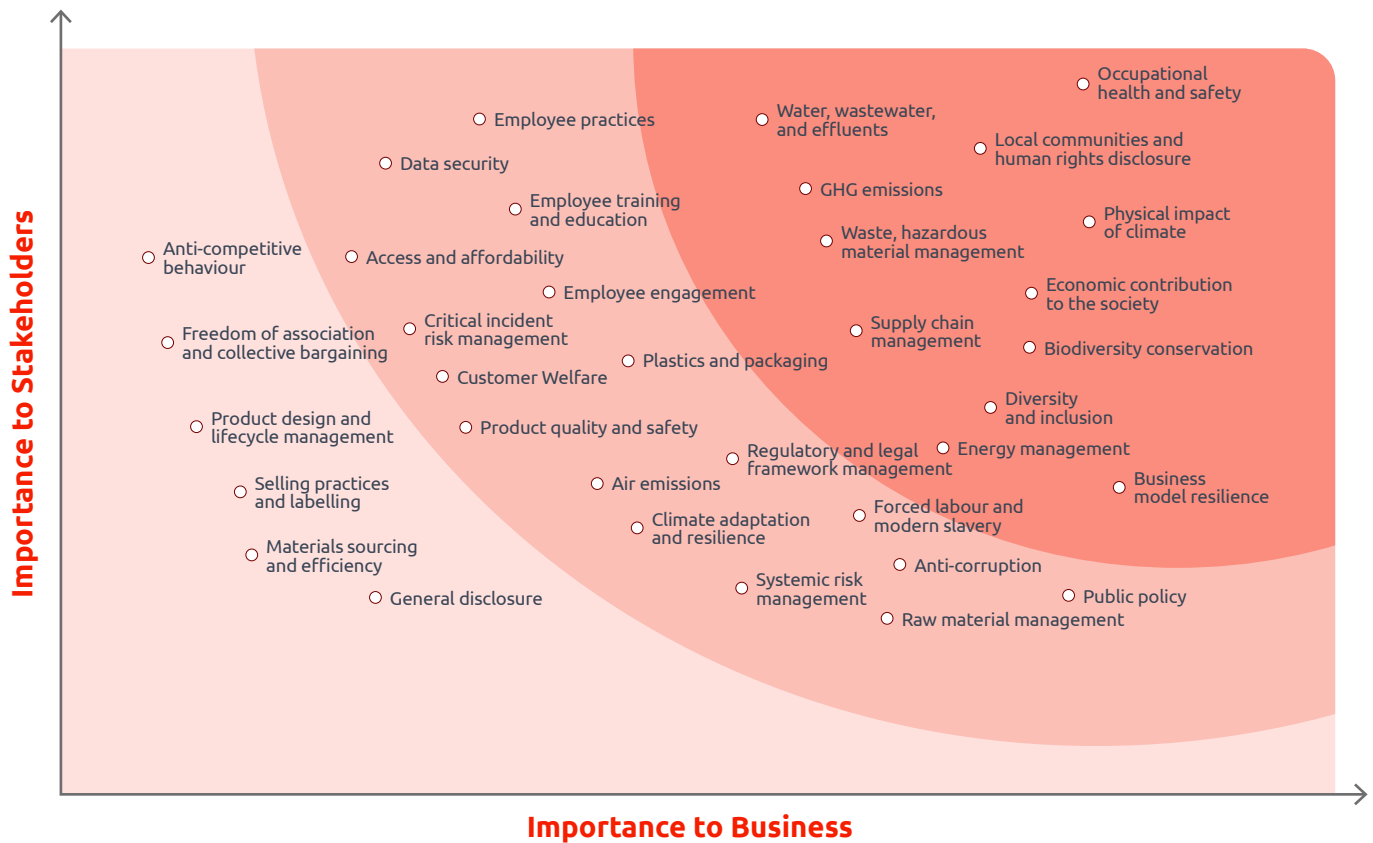 Occupational
health and safety
Water, wastewater,
and effluents
Employee practices
Local communities and
human rights disclosure
Data security
GHG emissions
Employee training
and education
Physical impact
of climate
Waste, hazardous
material management
Anti-competitive
behaviour
Access and affordability
Employee engagement
Economic contribution
to the society
Critical incident
risk management
Supply chain
management
Freedom of association
and collective bargaining
Biodiversity conservation
Plastics and packaging
Customer Welfare
Diversity
and inclusion
Product design and
lifecycle management
Product quality and safety
Energy management
Regulatory and legal
framework management
Selling practices
and labelling
Air emissions
Business
model resilience
Forced labour and
modern slavery
Climate adaptation
and resilience
Materials sourcing
and efficiency
Anti-corruption
Systemic risk
management
General disclosure
Public policy
Raw material management
Importance to Stakeholders
Importance to Business